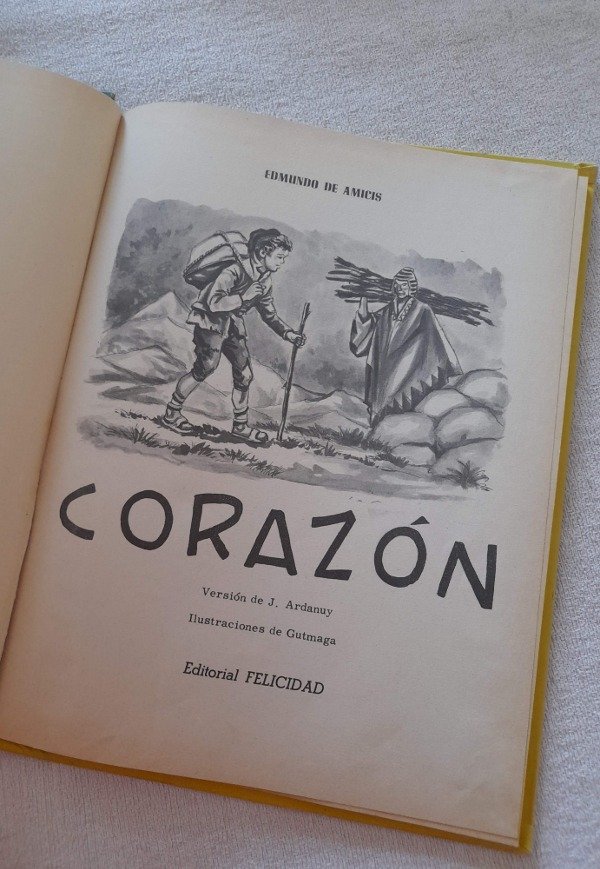 EDMUNDO DE AMICIS
CORAZÓN
Versión de J. Ardanuy
Ilustraciones de Gutmaga
Editorial FELICIDAD